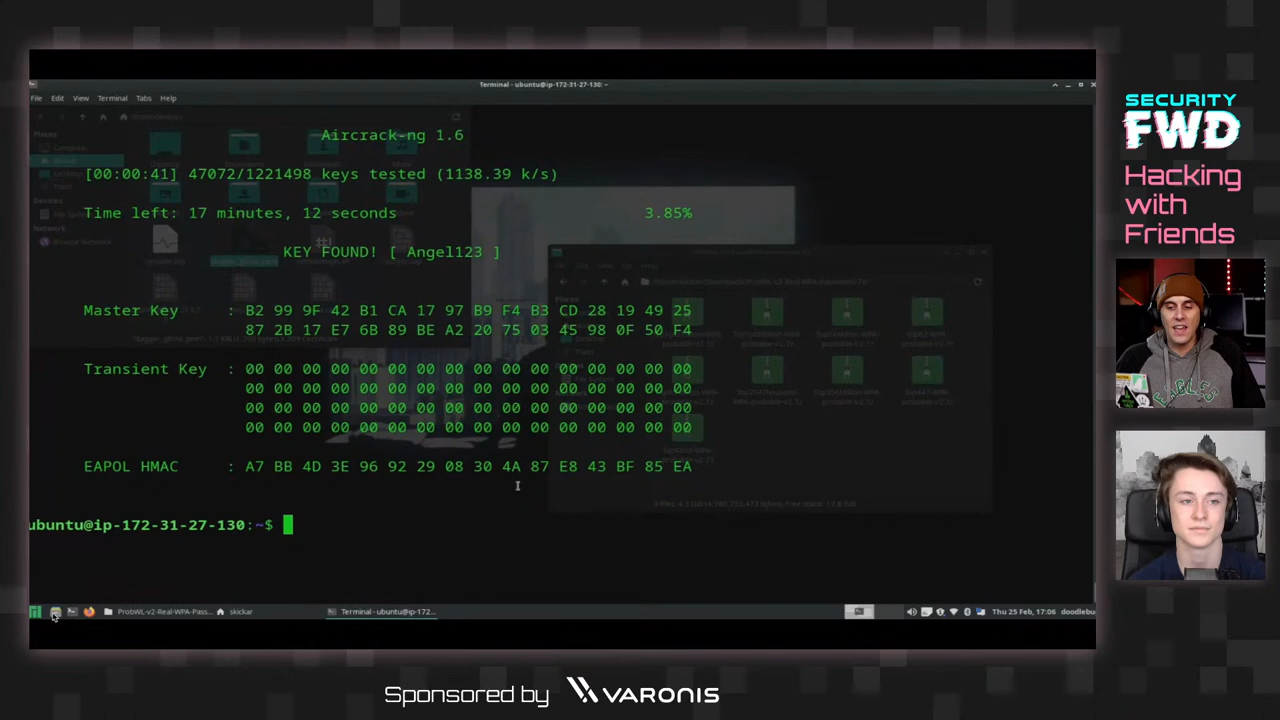 Terminal - ubuntu@ip-172-31-27-130: ~
File Edit View Terminal Tabs Help
Aircrack-ng 1.6
[00:00:41] 47072/1221498 keys tested (1138.39 k/s)
Time left: 17 minutes, 12 seconds 3.85%
KEY FOUND! [ Angel123 ]
Master Key : B2 99 9F 42 B1 CA 17 97 B9 F4 B3 CD 28 19 49 25
87 2B 17 E7 6B 89 BE A2 20 75 03 45 98 0F 50 F4
Transient Key : 00 00 00 00 00 00 00 00 00 00 00 00 00 00 00 00
00 00 00 00 00 00 00 00 00 00 00 00 00 00 00 00
00 00 00 00 00 00 00 00 00 00 00 00 00 00 00 00
00 00 00 00 00 00 00 00 00 00 00 00 00 00 00 00
EAPOL HMAC : A7 BB 4D 3E 96 92 29 08 30 4A 87 E8 43 BF 85 EA
ubuntu@ip-172-31-27-130:~$
ProbWL-v2-Real-WPA-Pass... skickar Terminal - ubuntu@ip-172... Thu 25 Feb, 17:06 doodlebu
SECURITY
FWD
Hacking
with
Friends
Sponsored by VARONIS